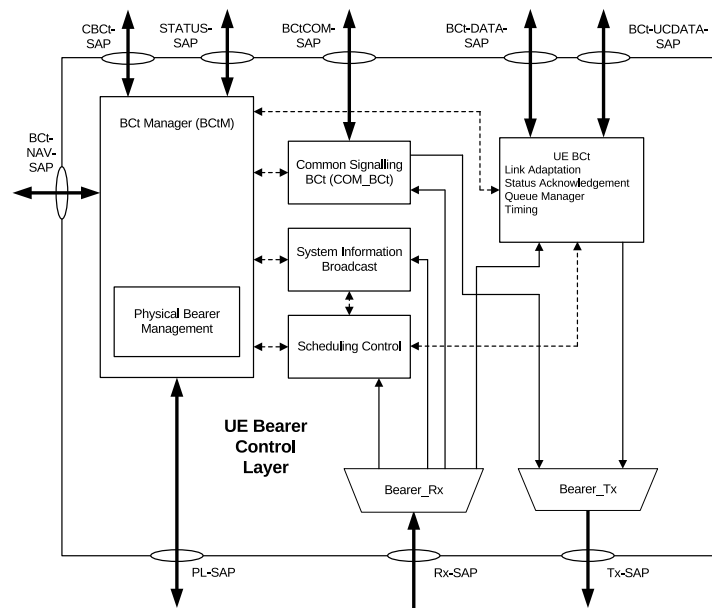 CBCt-
SAP
STATUS-
SAP
BCtCOM-
SAP
BCt-DATA-
SAP
BCt-UCDATA-
SAP
BCt-
NAV-
SAP
BCt Manager (BCtM)
Common Signalling
BCt (COM_BCt)
UE BCt
Link Adaptation
Status Acknowledgement
Queue Manager
Timing
System Information
Broadcast
Physical Bearer
Management
Scheduling Control
UE Bearer
Control
Layer
Bearer_Rx
Bearer_Tx
PL-SAP
Rx-SAP
Tx-SAP